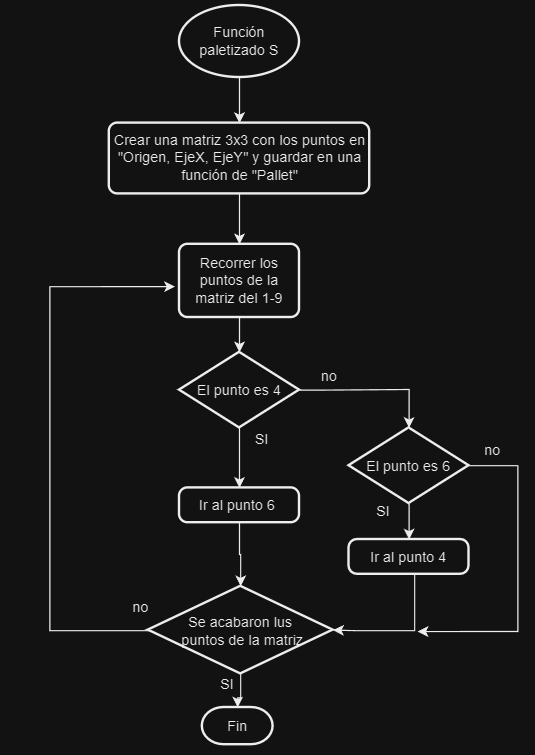 Función
paletizado S
Crear una matriz 3x3 con los puntos en
"Origen, EjeX, EjeY" y guardar en una
función de "Pallet"
Recorrer los
puntos de la
matriz del 1-9
El punto es 4
no
SI
El punto es 6
no
SI
Ir al punto 6
Ir al punto 4
Se acabaron lus
puntos de la matriz
no
SI
Fin